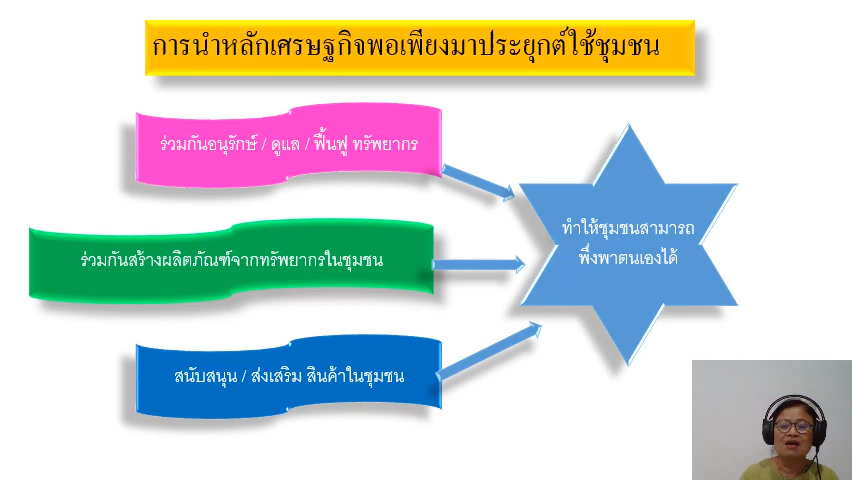 การนำหลักเศรษฐกิจพอเพียงมาประยุกต์ใช้ชุมชน
ร่วมกันอนุรักษ์ / ดูแล / ฟื้นฟู ทรัพยากร
ร่วมกันสร้างผลิตภัณฑ์จากทรัพยากรในชุมชน
สนับสนุน / ส่งเสริม สินค้าในชุมชน
ทำให้ชุมชนสามารถ
พึ่งพาตนเองได้